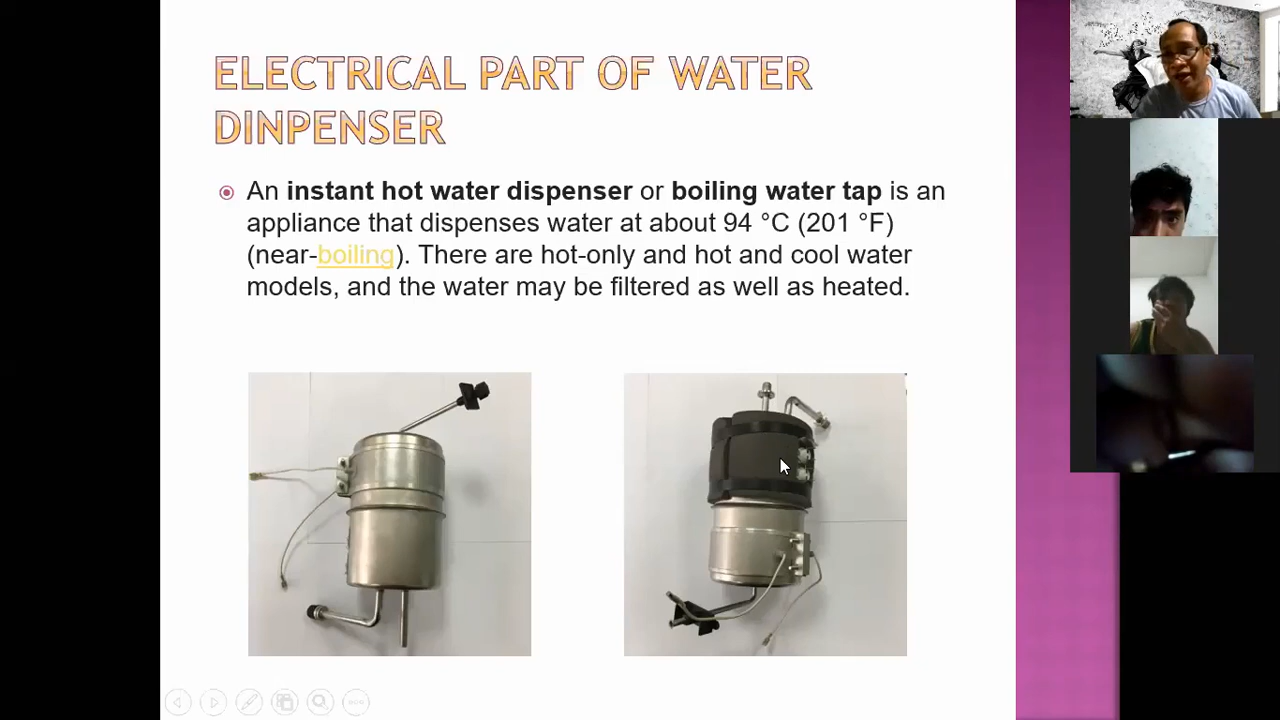 ELECTRICAL PART OF WATER
DINPENSER
An instant hot water dispenser or boiling water tap is an
appliance that dispenses water at about 94 °C (201 °F)
(near-boiling). There are hot-only and hot and cool water
models, and the water may be filtered as well as heated.